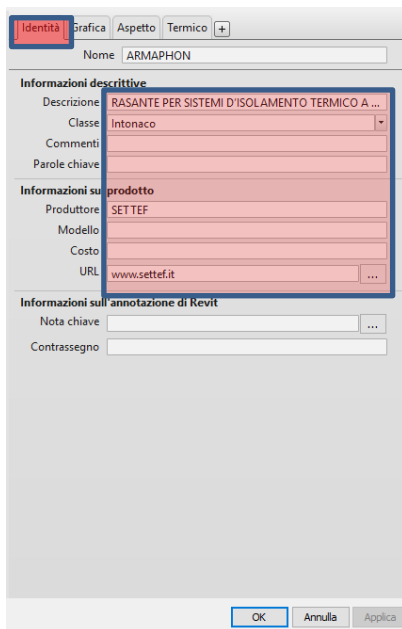 Identità Grafica Aspetto Termico +
Nome ARMAPHON
Informazioni descrittive
Descrizione RASANTE PER SISTEMI D'ISOLAMENTO TERMICO A ...
Classe Intonaco
Commenti
Parole chiave
Informazioni su prodotto
Produttore SETTEF
Modello
Costo
URL www.settef.it ...
Informazioni sull'annotazione di Revit
Nota chiave ...
Contrassegno
OK Annulla Applica